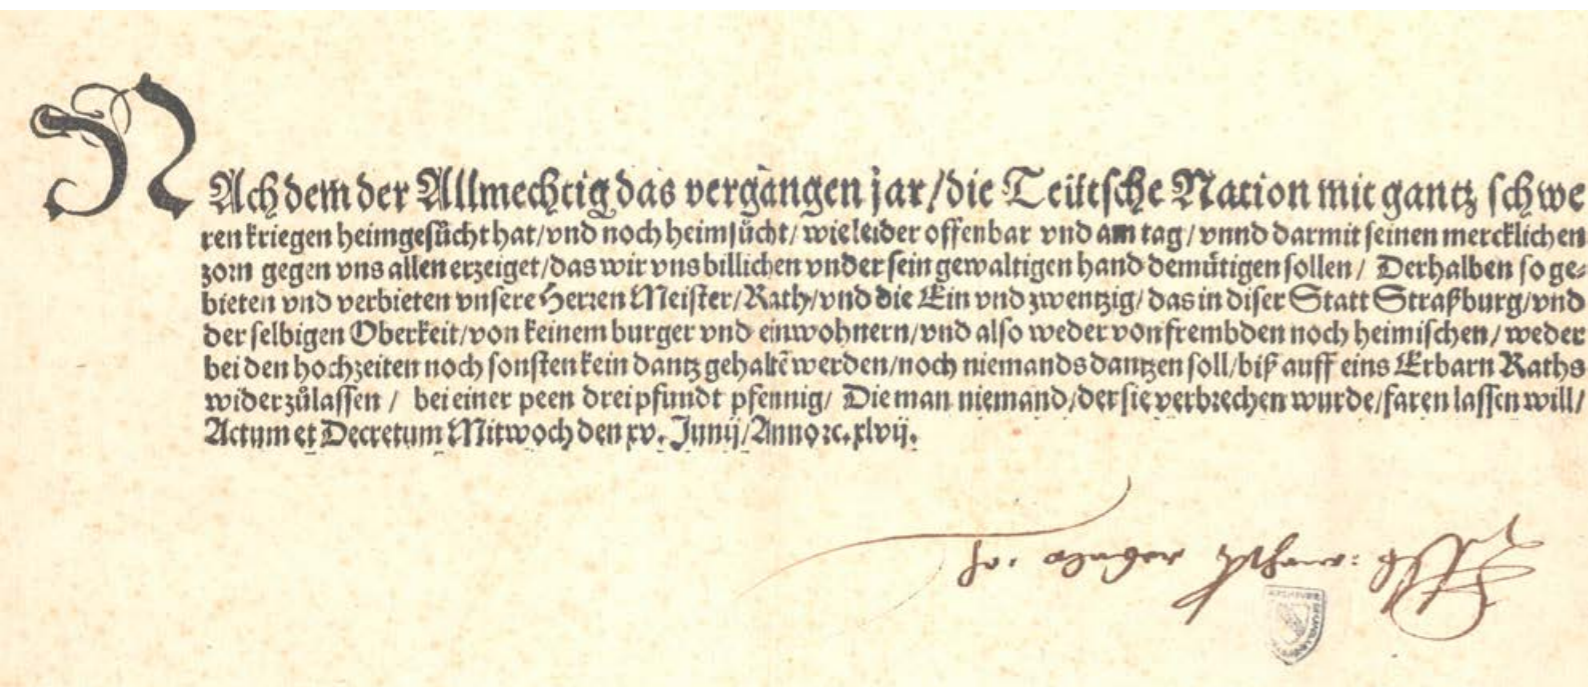 NAch dem der Allmechtig das vergangen jar/die Teütsche Nation mit gantz schwe
ren kriegen heimgesücht hat/vnd noch heimsücht/ wie leider offenbar vnd am tag/ vnnd darmit seinen mercklichen
zorn gegen vns allen erzeiget/das wir vns billichen vnder sein gewaltigen hand demütigen sollen/ Derhalben so ge-
bieten vnd verbieten vnsere Herren Meister/Rath/vnd die Ein vnd zwentzig/das in diser Statt Straßburg/vnd
der selbigen Oberkeit/von keinem burger vnd einwohnern/vnd also weder von frembden noch heimischen/weder
bei den hochzeiten noch sonsten kein dantz gehaltē werden/noch niemands dantzen soll/biß auff eins Erbarn Raths
widerzůlassen / bei einer peen drei pfundt pfennig/ Die man niemand/der sie verbrechen wurde/faren lassen will/
Actum et Decretum Mitwoch den xv. Junij/Anno ꝛc. xlvij.
Jo.